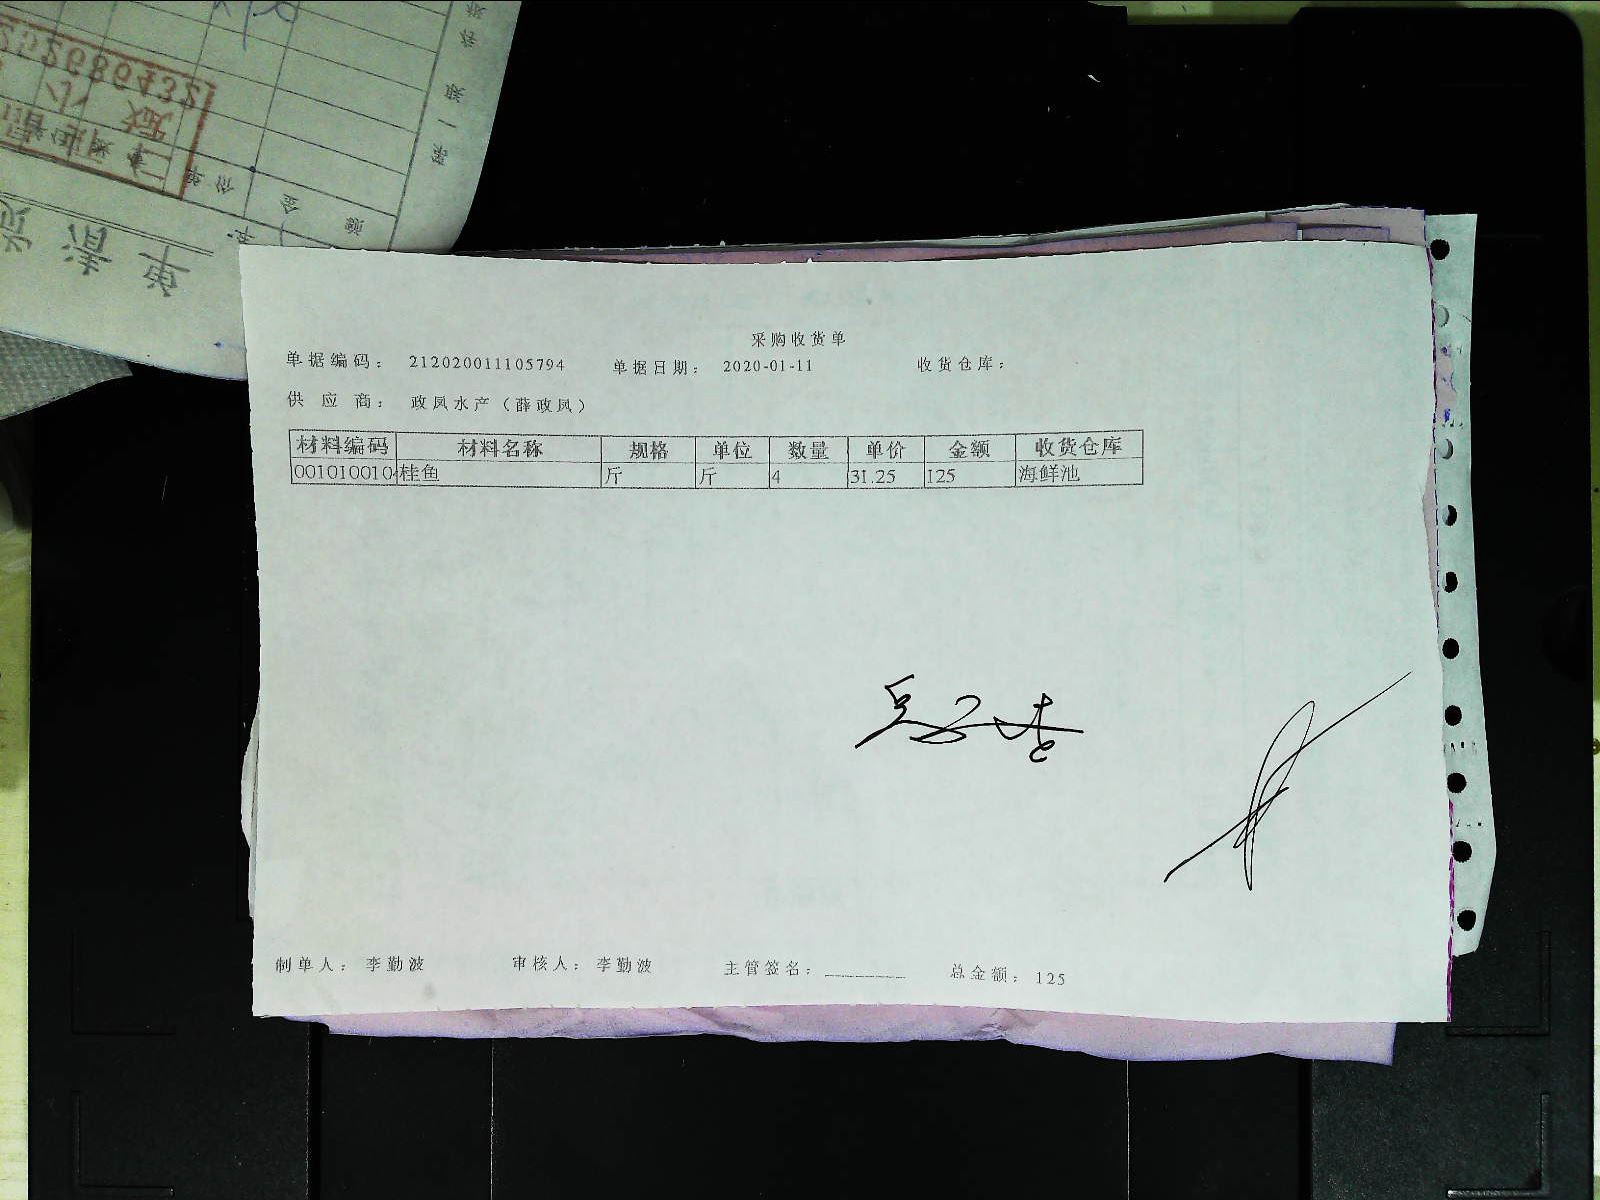 采购收货单
单据编码： 212020011105794 单据日期： 2020-01-11 收货仓库：
供 应 商： 政凤水产（薛政凤）
材料编码 材料名称 规格 单位 数量 单价 金额 收货仓库
0010100104 桂鱼 斤 斤 4 31.25 125 海鲜池
制单人： 李勤波 审核人： 李勤波 主管签名： 总金额： 125